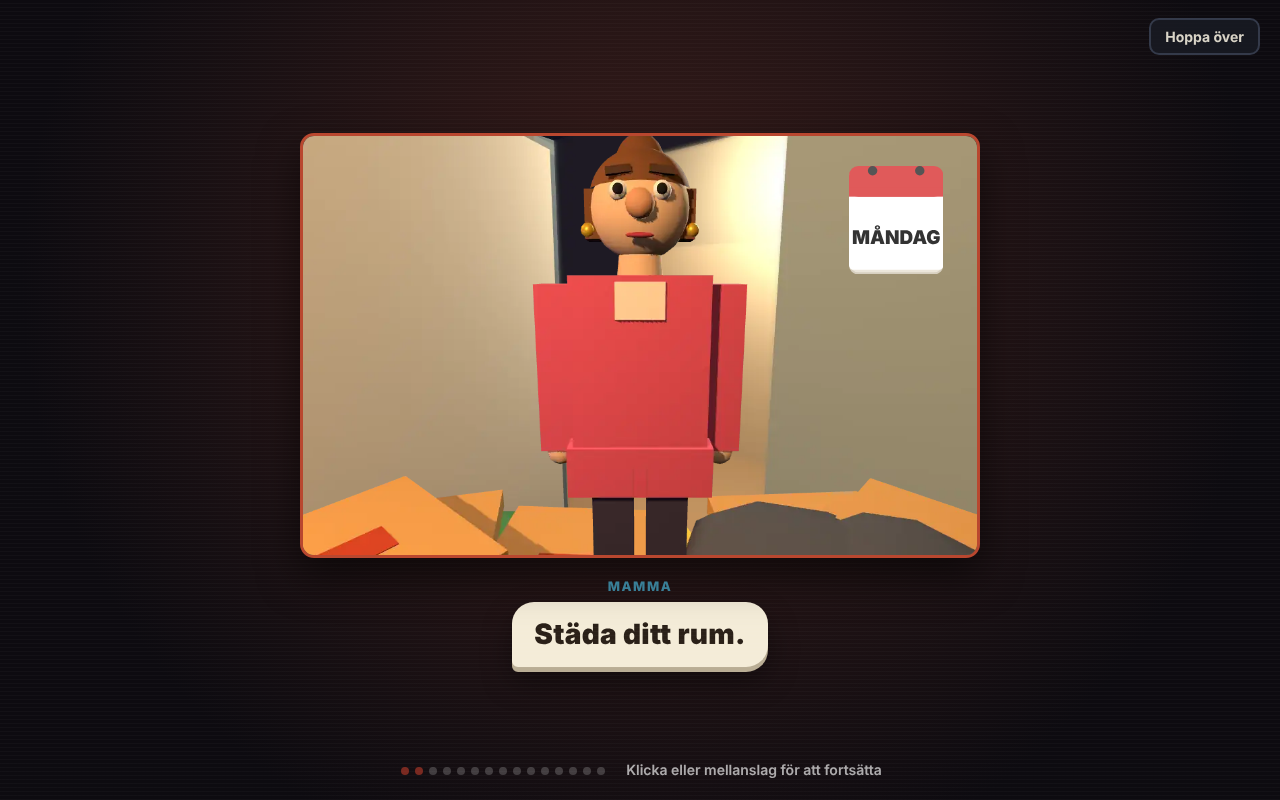 Hoppa över
MÅNDAG
MAMMA
Städa ditt rum.
Klicka eller mellanslag för att fortsätta